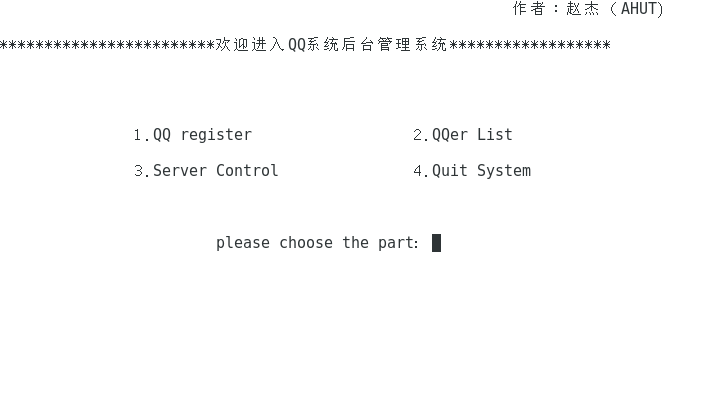 作者：赵杰（AHUT)
************************欢迎进入QQ系统后台管理系统******************
1.QQ register 2.QQer List
3.Server Control 4.Quit System
please choose the part: